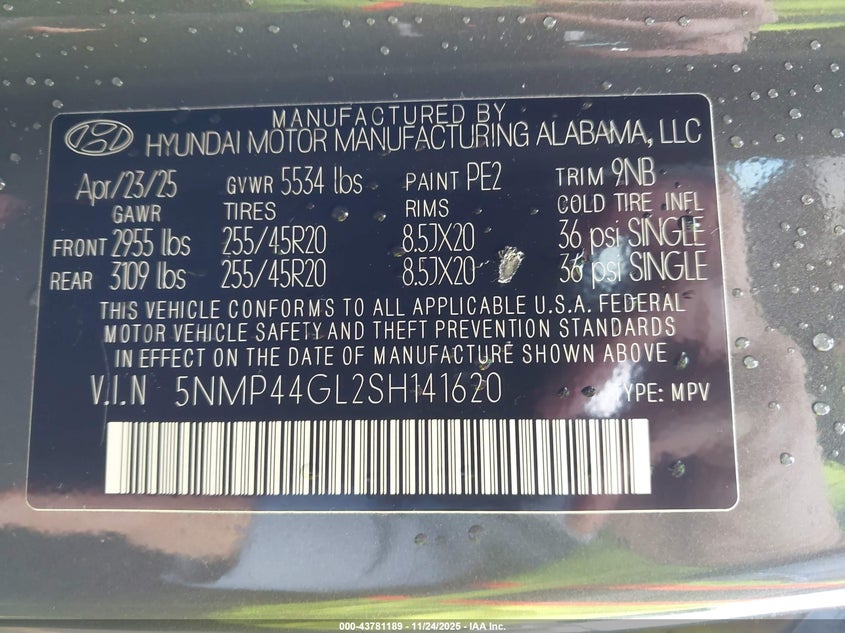 MANUFACTURED BY
HYUNDAI MOTOR MANUFACTURING ALABAMA, LLC
Apr/23/25 GVWR 5534 lbs PAINT PE2 TRIM 9NB
GAWR TIRES RIMS COLD TIRE INFL
FRONT 2955 lbs 255/45R20 8.5JX20 36 psi SINGLE
REAR 3109 lbs 255/45R20 8.5JX20 36 psi SINGLE
THIS VEHICLE CONFORMS TO ALL APPLICABLE U.S.A. FEDERAL
MOTOR VEHICLE SAFETY AND THEFT PREVENTION STANDARDS
IN EFFECT ON THE DATE OF MANUFACTURE SHOWN ABOVE
V.I.N 5NMP44GL2SH141620 TYPE: MPV
000-43781189 - 11/24/2025 - IAA Inc.